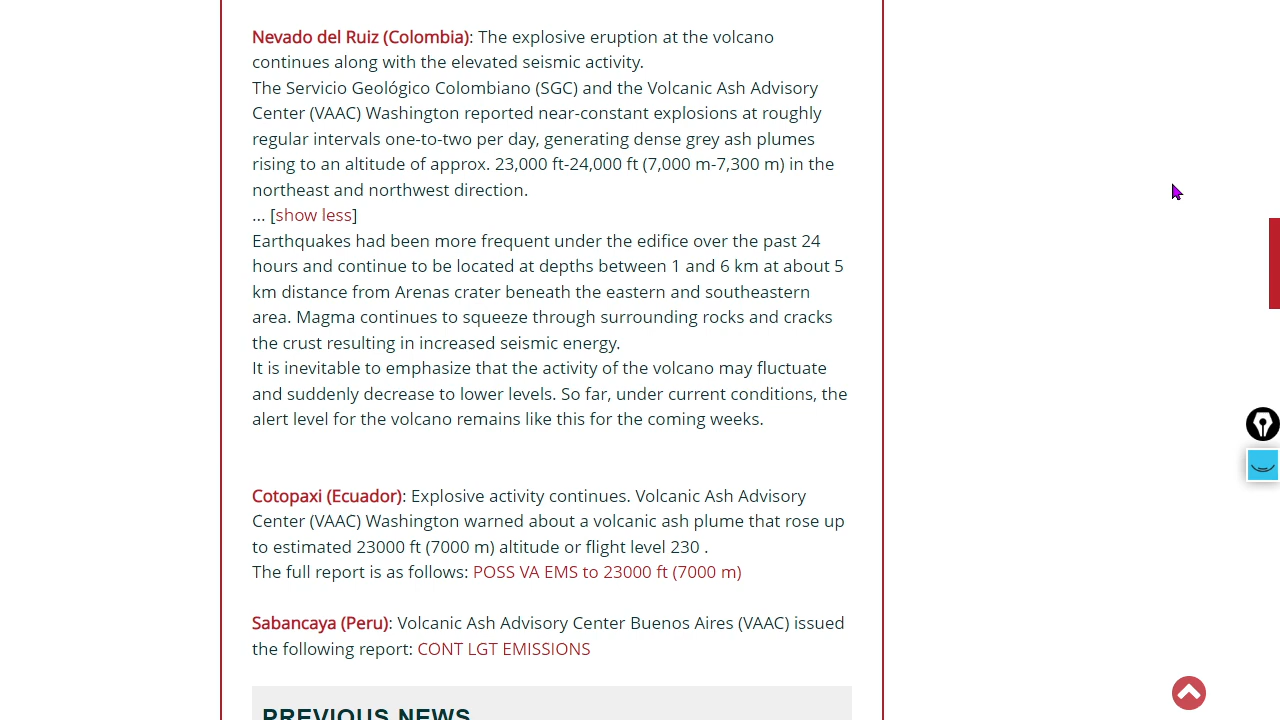 Nevado del Ruiz (Colombia): The explosive eruption at the volcano
continues along with the elevated seismic activity.
The Servicio Geológico Colombiano (SGC) and the Volcanic Ash Advisory
Center (VAAC) Washington reported near-constant explosions at roughly
regular intervals one-to-two per day, generating dense grey ash plumes
rising to an altitude of approx. 23,000 ft-24,000 ft (7,000 m-7,300 m) in the
northeast and northwest direction.
... [show less]
Earthquakes had been more frequent under the edifice over the past 24
hours and continue to be located at depths between 1 and 6 km at about 5
km distance from Arenas crater beneath the eastern and southeastern
area. Magma continues to squeeze through surrounding rocks and cracks
the crust resulting in increased seismic energy.
It is inevitable to emphasize that the activity of the volcano may fluctuate
and suddenly decrease to lower levels. So far, under current conditions, the
alert level for the volcano remains like this for the coming weeks.
Cotopaxi (Ecuador): Explosive activity continues. Volcanic Ash Advisory
Center (VAAC) Washington warned about a volcanic ash plume that rose up
to estimated 23000 ft (7000 m) altitude or flight level 230 .
The full report is as follows: POSS VA EMS to 23000 ft (7000 m)
Sabancaya (Peru): Volcanic Ash Advisory Center Buenos Aires (VAAC) issued
the following report: CONT LGT EMISSIONS
PREVIOUS NEWS